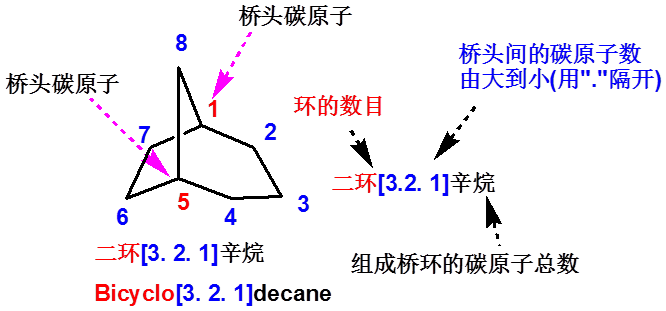 桥头碳原子
8
桥头碳原子
1
7
2
5
6
4
3
二环[3. 2. 1]辛烷
Bicyclo[3. 2. 1]decane
桥头间的碳原子数
由大到小(用"."隔开)
环的数目
二环[3.2. 1]辛烷
组成桥环的碳原子总数